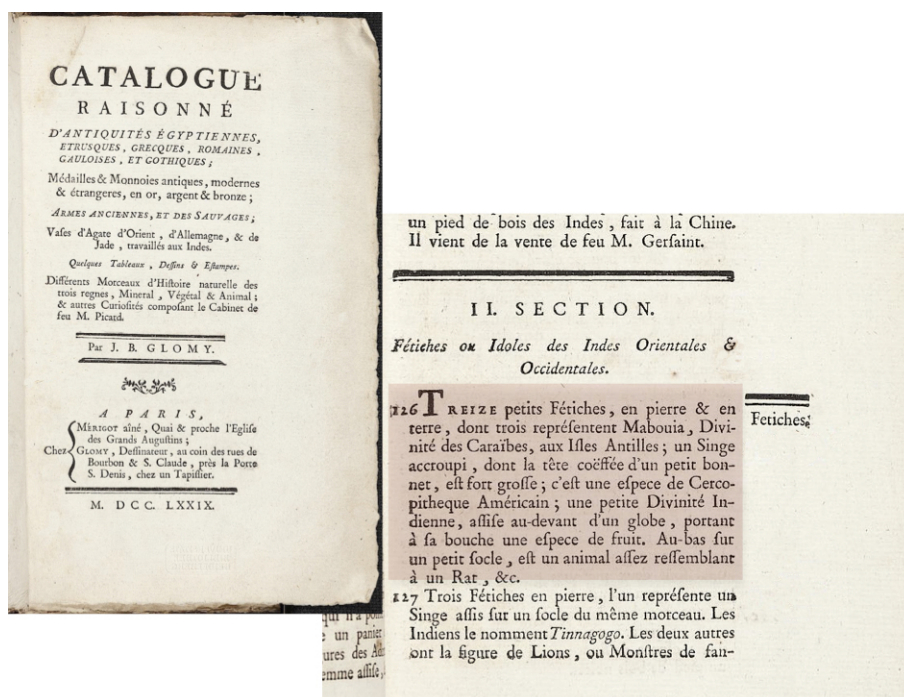 CATALOGUE
RAISONNÉ
D'ANTIQUITÉS ÉGYPTIENNES,
ETRUSQUES, GRECQUES, ROMAINES,
GAULOISES, ET GOTHIQUES;
Médailles & Monnoies antiques, modernes
& étrangeres, en or, argent & bronze;
ARMES ANCIENNES, ET DES SAUVAGES;
Vaſes d'Agate d'Orient, d'Allemagne, & de
Jade, travaillés aux Indes.
Quelques Tableaux, Deſſins & Eſtampes.
Différents Morceaux d'Hiſtoire naturelle des
trois regnes, Mineral, Végétal & Animal;
& autres Curioſités compoſant le Cabinet de
feu M. Picard.
Par J. B. GLOMY.
A PARIS,
Chez
MERIGOT aîné, Quai & proche l'Egliſe
des Grands Auguſtins;
GLOMY, Deſſinateur, au coin des rues de
Bourbon & S. Claude, près la Porte
S. Denis, chez un Tapiſſier.
M. DCC. LXXIX.
un pied de bois des Indes, fait à la Chine.
Il vient de la vente de feu M. Gerſaint.
II. SECTION.
Fétiches ou Idoles des Indes Orientales &
Occidentales.
126 TREIZE petits Fétiches, en pierre & en
terre, dont trois repréſentent Mabouia, Divi-
nité des Caraïbes, aux Iſles Antilles; un Singe
accroupi, dont la tête coëffée d'un petit bon-
net, eſt fort groſſe; c'eſt une eſpece de Cerco-
pitheque Américain; une petite Divinité In-
dienne, aſſiſe au-devant d'un globe, portant
à ſa bouche une eſpece de fruit. Au-bas ſur
un petit ſocle, eſt un animal aſſez reſſemblant
à un Rat, &c.
127 Trois Fétiches en pierre, l'un repréſente un
Singe aſſis ſur un ſocle du même morceau. Les
Indiens le nomment Tinnagogo. Les deux autres
ont la figure de Lions, ou Monſtres de fan-
Fetiches;
qui n'a
un panier
ures des
emme aſſiſe,